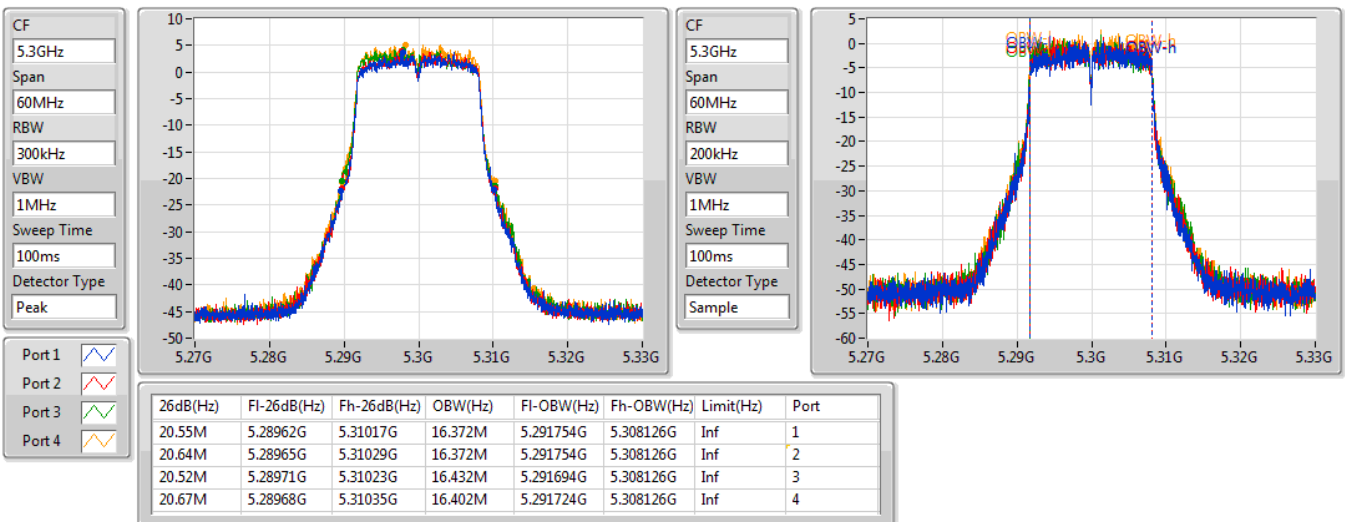 CF
5.3GHz
Span
60MHz
RBW
300kHz
VBW
1MHz
Sweep Time
100ms
Detector Type
Peak
10
5
0
-5
-10
-15
-20
-25
-30
-35
-40
-45
-50
5.27G 5.28G 5.29G 5.3G 5.31G 5.32G 5.33G
CF
5.3GHz
Span
60MHz
RBW
200kHz
VBW
1MHz
Sweep Time
100ms
Detector Type
Sample
5
0
-5
-10
-15
-20
-25
-30
-35
-40
-45
-50
-55
-60
OBW-h
5.27G 5.28G 5.29G 5.3G 5.31G 5.32G 5.33G
Port 1
Port 2
Port 3
Port 4
26dB(Hz) Fl-26dB(Hz) Fh-26dB(Hz) OBW(Hz) Fl-OBW(Hz) Fh-OBW(Hz) Limit(Hz) Port
20.55M 5.28962G 5.31017G 16.372M 5.291754G 5.308126G Inf 1
20.64M 5.28965G 5.31029G 16.372M 5.291754G 5.308126G Inf 2
20.52M 5.28971G 5.31023G 16.432M 5.291694G 5.308126G Inf 3
20.67M 5.28968G 5.31035G 16.402M 5.291724G 5.308126G Inf 4